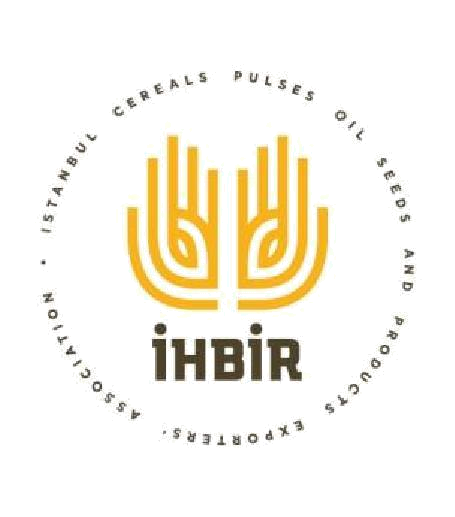 ISTANBUL CEREALS PULSES OIL SEEDS AND PRODUCTS EXPORTERS' ASSOCIATION •
İHBİR